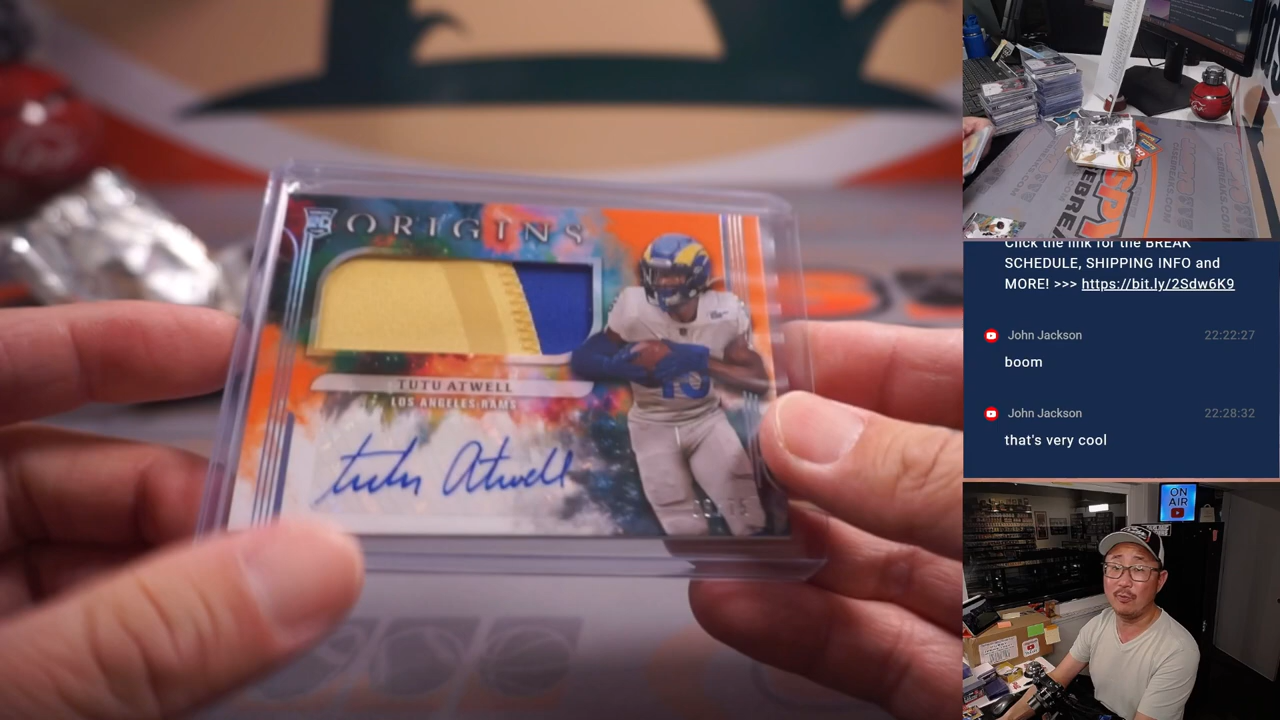 RC
ORIGINS
TUTU ATWELL
LOS ANGELES RAMS
Tutu Atwell
Click the link for the BREAK
SCHEDULE, SHIPPING INFO and
MORE! >>> https://bit.ly/2Sdw6K9
John Jackson 22:22:27
boom
John Jackson 22:28:32
that's very cool
ON
AIR